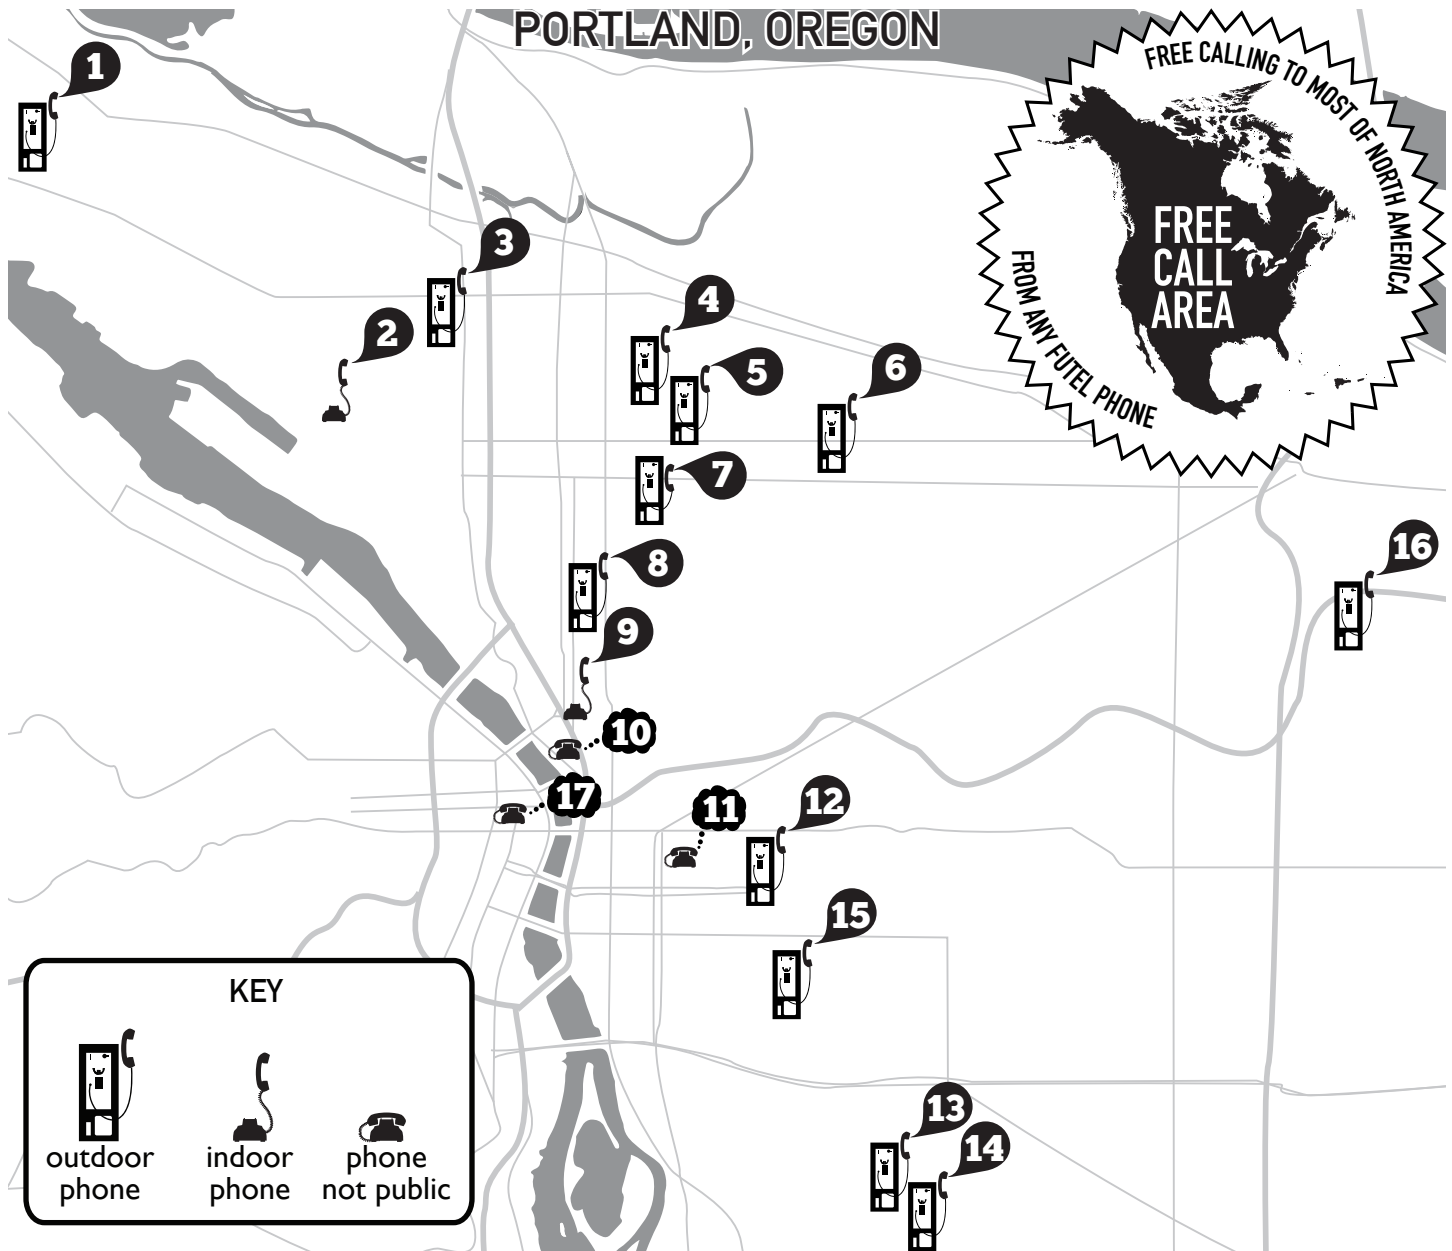 PORTLAND, OREGON
FREE CALLING TO MOST OF NORTH AMERICA
FREE
CALL
AREA
FROM ANY FUTEL PHONE
1
2
3
4
5
6
7
8
9
10
17
11
12
15
16
13
14
KEY
outdoor
phone
indoor
phone
phone
not public